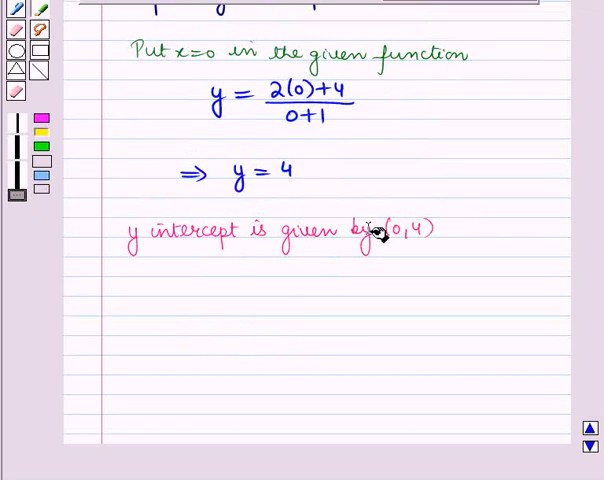 Put x=0 in the given function
y = 2(0)+4 / 0+1
⇒ y = 4
y intercept is given by (0,4)